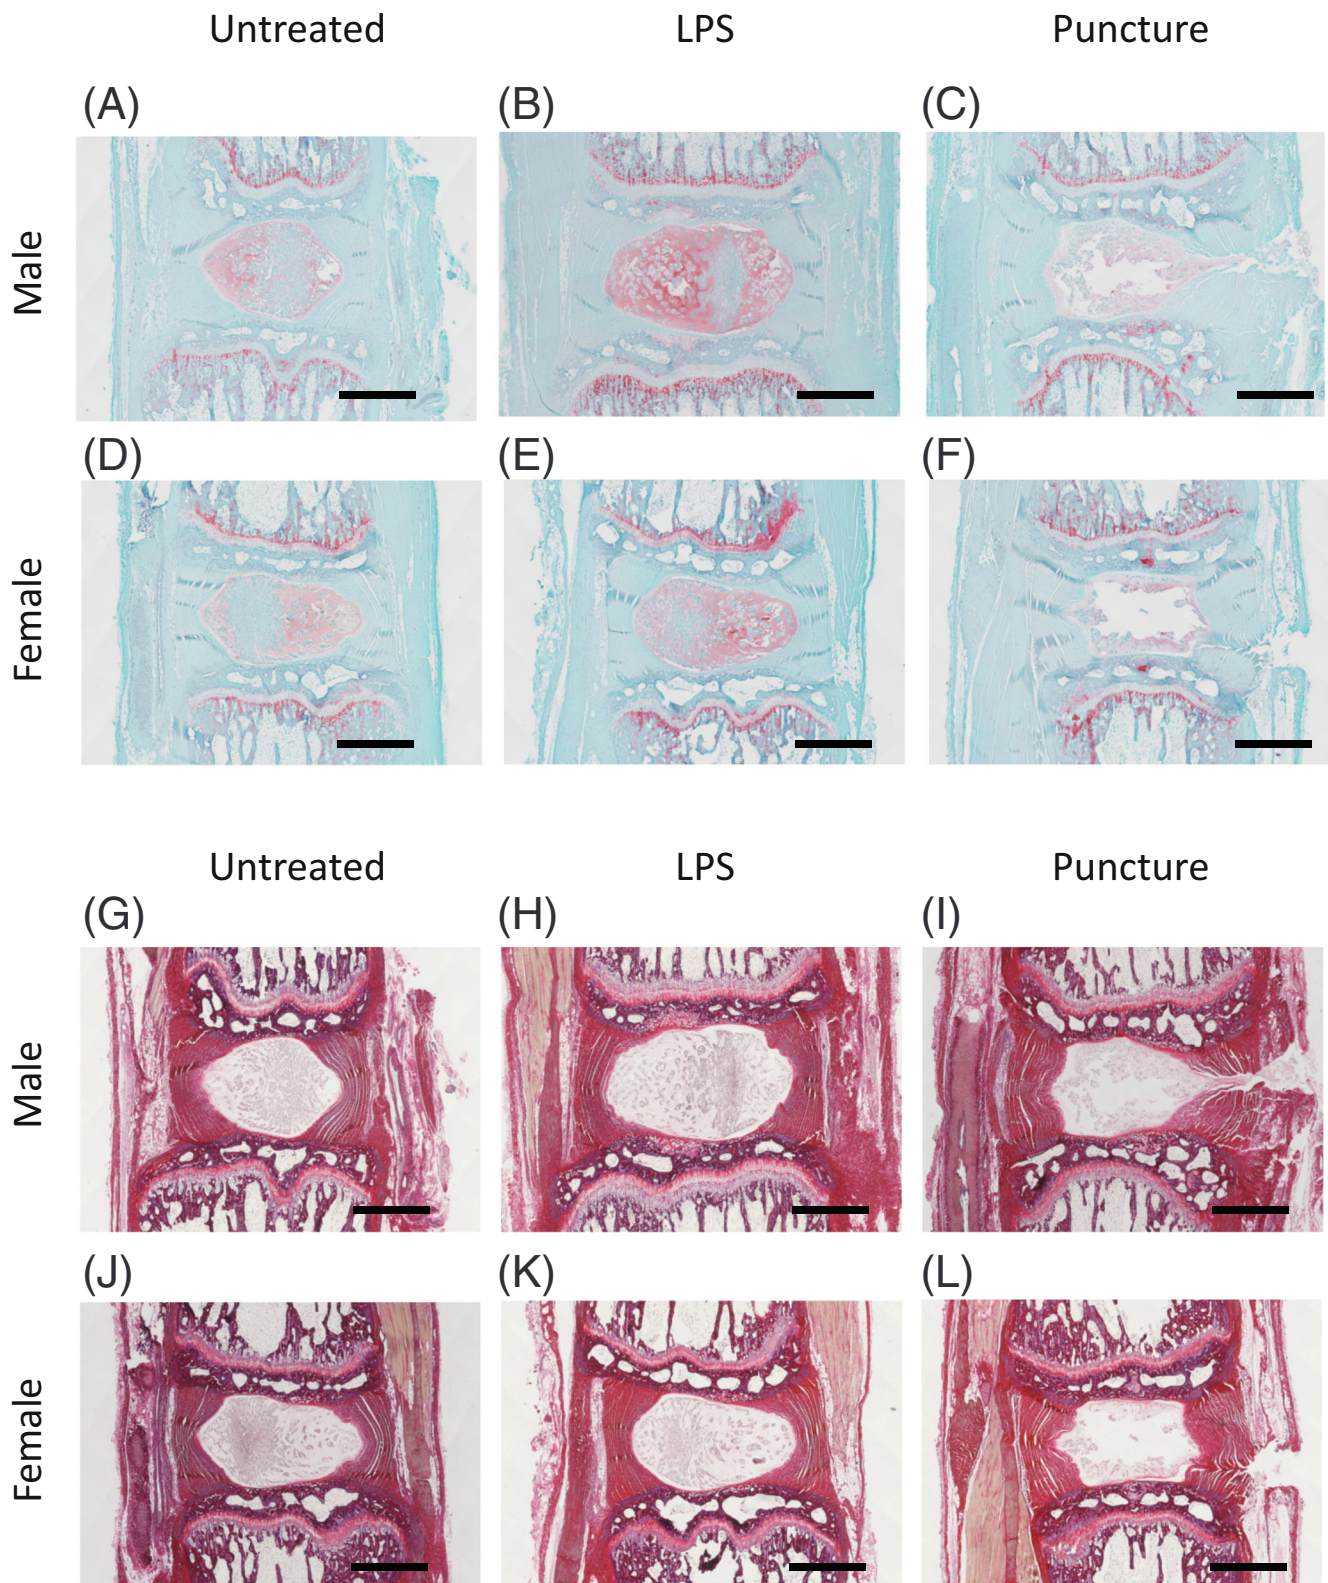 Untreated LPS Puncture
(A) (B) (C)
Male
(D) (E) (F)
Female
Untreated LPS Puncture
(G) (H) (I)
Male
(J) (K) (L)
Female